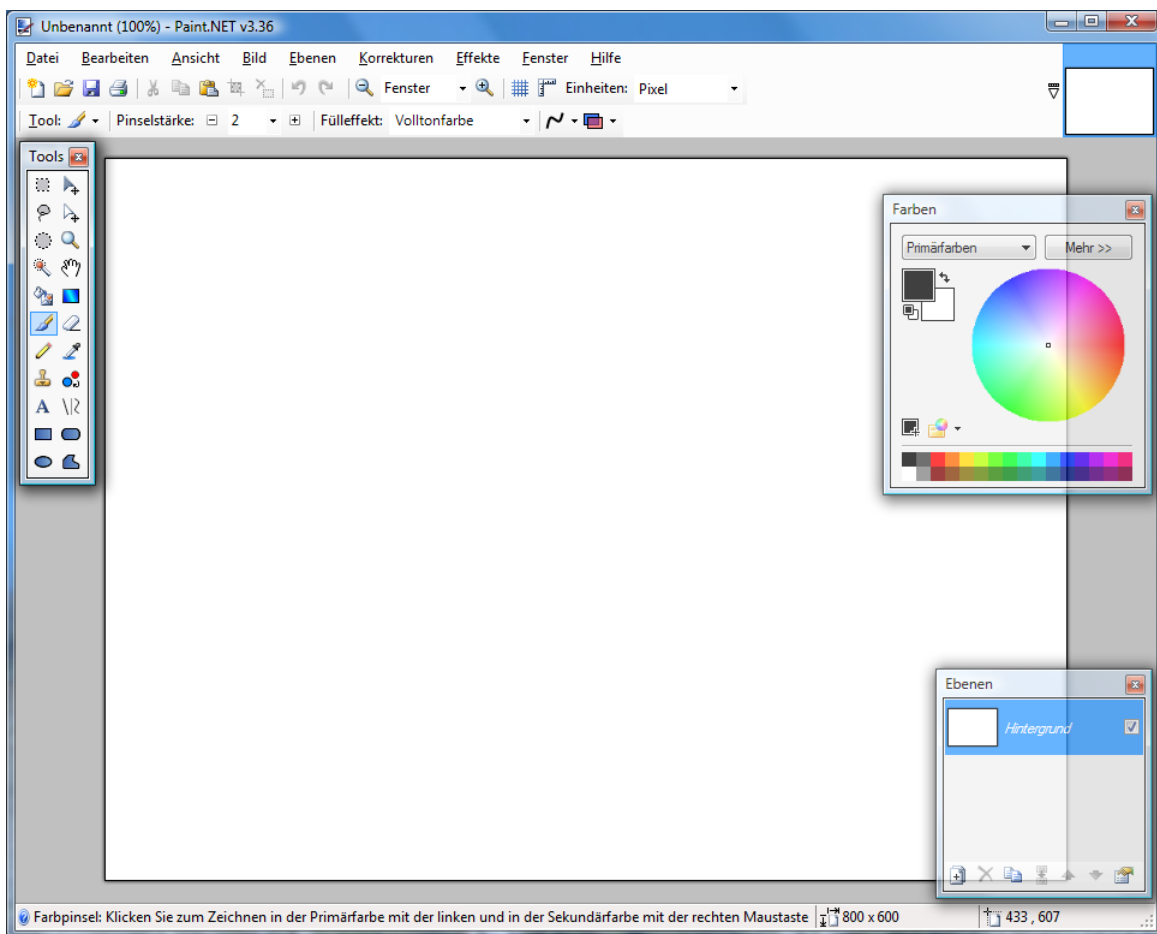 Unbenannt (100%) - Paint.NET v3.36
Datei Bearbeiten Ansicht Bild Ebenen Korrekturen Effekte Fenster Hilfe
Fenster Einheiten: Pixel
Tool: Pinselstärke: 2 Fülleffekt: Volltonfarbe
Tools
Farben
Primärfarben Mehr >>
Ebenen
Hintergrund
Farbpinsel: Klicken Sie zum Zeichnen in der Primärfarbe mit der linken und in der Sekundärfarbe mit der rechten Maustaste 800 x 600 433 , 607